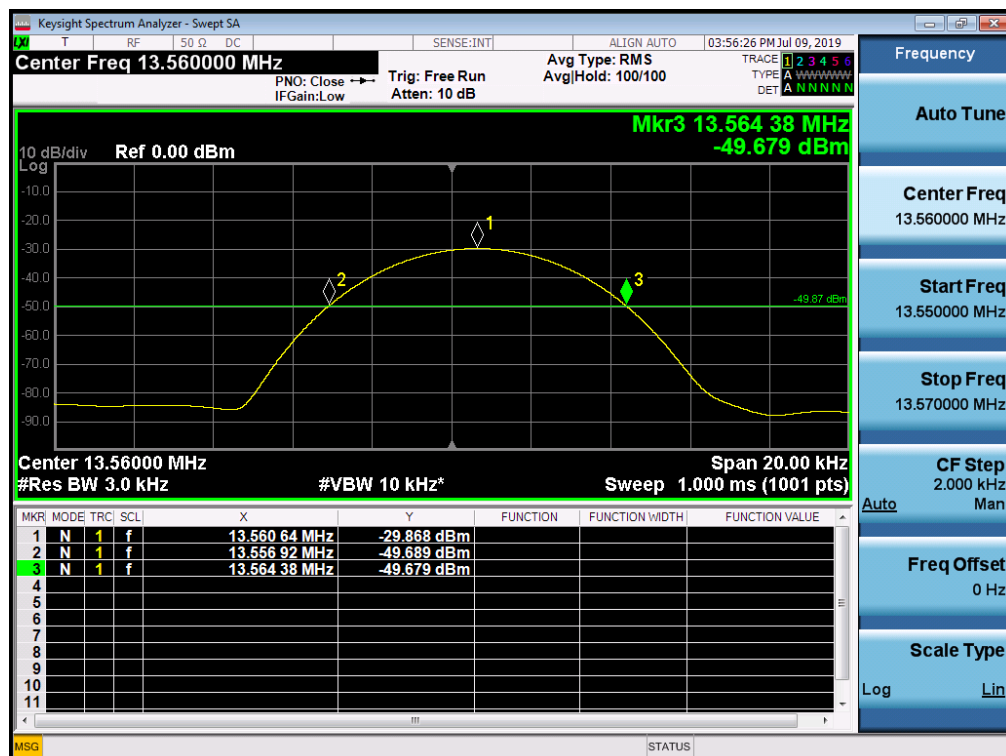 Keysight Spectrum Analyzer - Swept SA
LXI T RF 50 Ω DC SENSE:INT ALIGN AUTO 03:56:26 PM Jul 09, 2019
Center Freq 13.560000 MHz
PNO: Close
IFGain:Low
Trig: Free Run
Atten: 10 dB
Avg Type: RMS
Avg|Hold: 100/100
TRACE 1 2 3 4 5 6
TYPE A WWWWW
DET A N N N N N
Mkr3 13.564 38 MHz
-49.679 dBm
10 dB/div Ref 0.00 dBm
Log
-10.0
-20.0
-30.0
-40.0
-50.0
-60.0
-70.0
-80.0
-90.0
1
2
3
-49.87 dBm
Center 13.56000 MHz Span 20.00 kHz
#Res BW 3.0 kHz #VBW 10 kHz* Sweep 1.000 ms (1001 pts)
MKR MODE TRC SCL X Y FUNCTION FUNCTION WIDTH FUNCTION VALUE
1 N 1 f 13.560 64 MHz -29.868 dBm
2 N 1 f 13.556 92 MHz -49.689 dBm
3 N 1 f 13.564 38 MHz -49.679 dBm
4
5
6
7
8
9
10
11
MSG STATUS
Frequency
Auto Tune
Center Freq
13.560000 MHz
Start Freq
13.550000 MHz
Stop Freq
13.570000 MHz
CF Step
2.000 kHz
Auto Man
Freq Offset
0 Hz
Scale Type
Log Lin